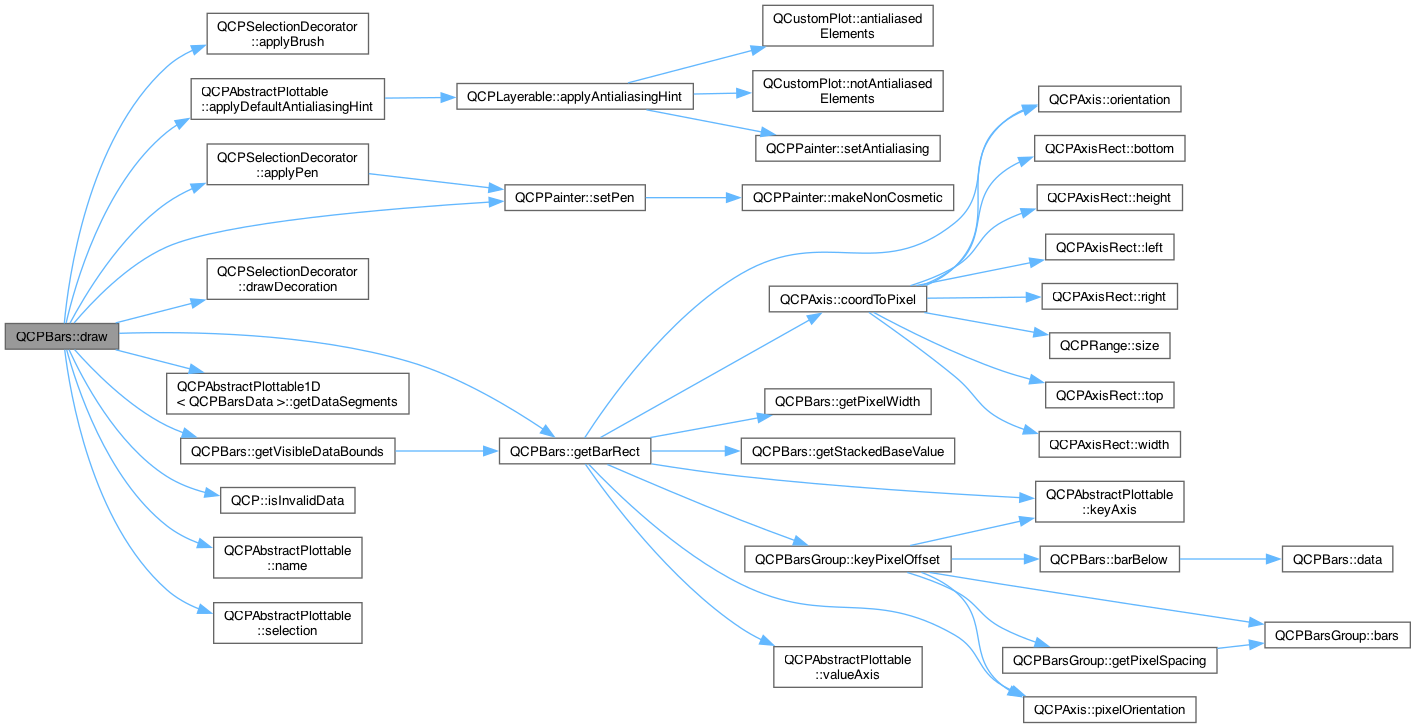 QCPBars::draw
QCPSelectionDecorator
::applyBrush
QCPAbstractPlottable
::applyDefaultAntialiasingHint
QCPSelectionDecorator
::applyPen
QCPSelectionDecorator
::drawDecoration
QCPAbstractPlottable1D
< QCPBarsData >::getDataSegments
QCPBars::getVisibleDataBounds
QCP::isInvalidData
QCPAbstractPlottable
::name
QCPAbstractPlottable
::selection
QCPLayerable::applyAntialiasingHint
QCPPainter::setPen
QCPBars::getBarRect
QCustomPlot::antialiased
Elements
QCustomPlot::notAntialiased
Elements
QCPPainter::setAntialiasing
QCPPainter::makeNonCosmetic
QCPAxis::coordToPixel
QCPBars::getPixelWidth
QCPBars::getStackedBaseValue
QCPBarsGroup::keyPixelOffset
QCPAbstractPlottable
::valueAxis
QCPAxis::orientation
QCPAxisRect::bottom
QCPAxisRect::height
QCPAxisRect::left
QCPAxisRect::right
QCPRange::size
QCPAxisRect::top
QCPAxisRect::width
QCPAbstractPlottable
::keyAxis
QCPBars::barBelow
QCPBarsGroup::getPixelSpacing
QCPAxis::pixelOrientation
QCPBars::data
QCPBarsGroup::bars